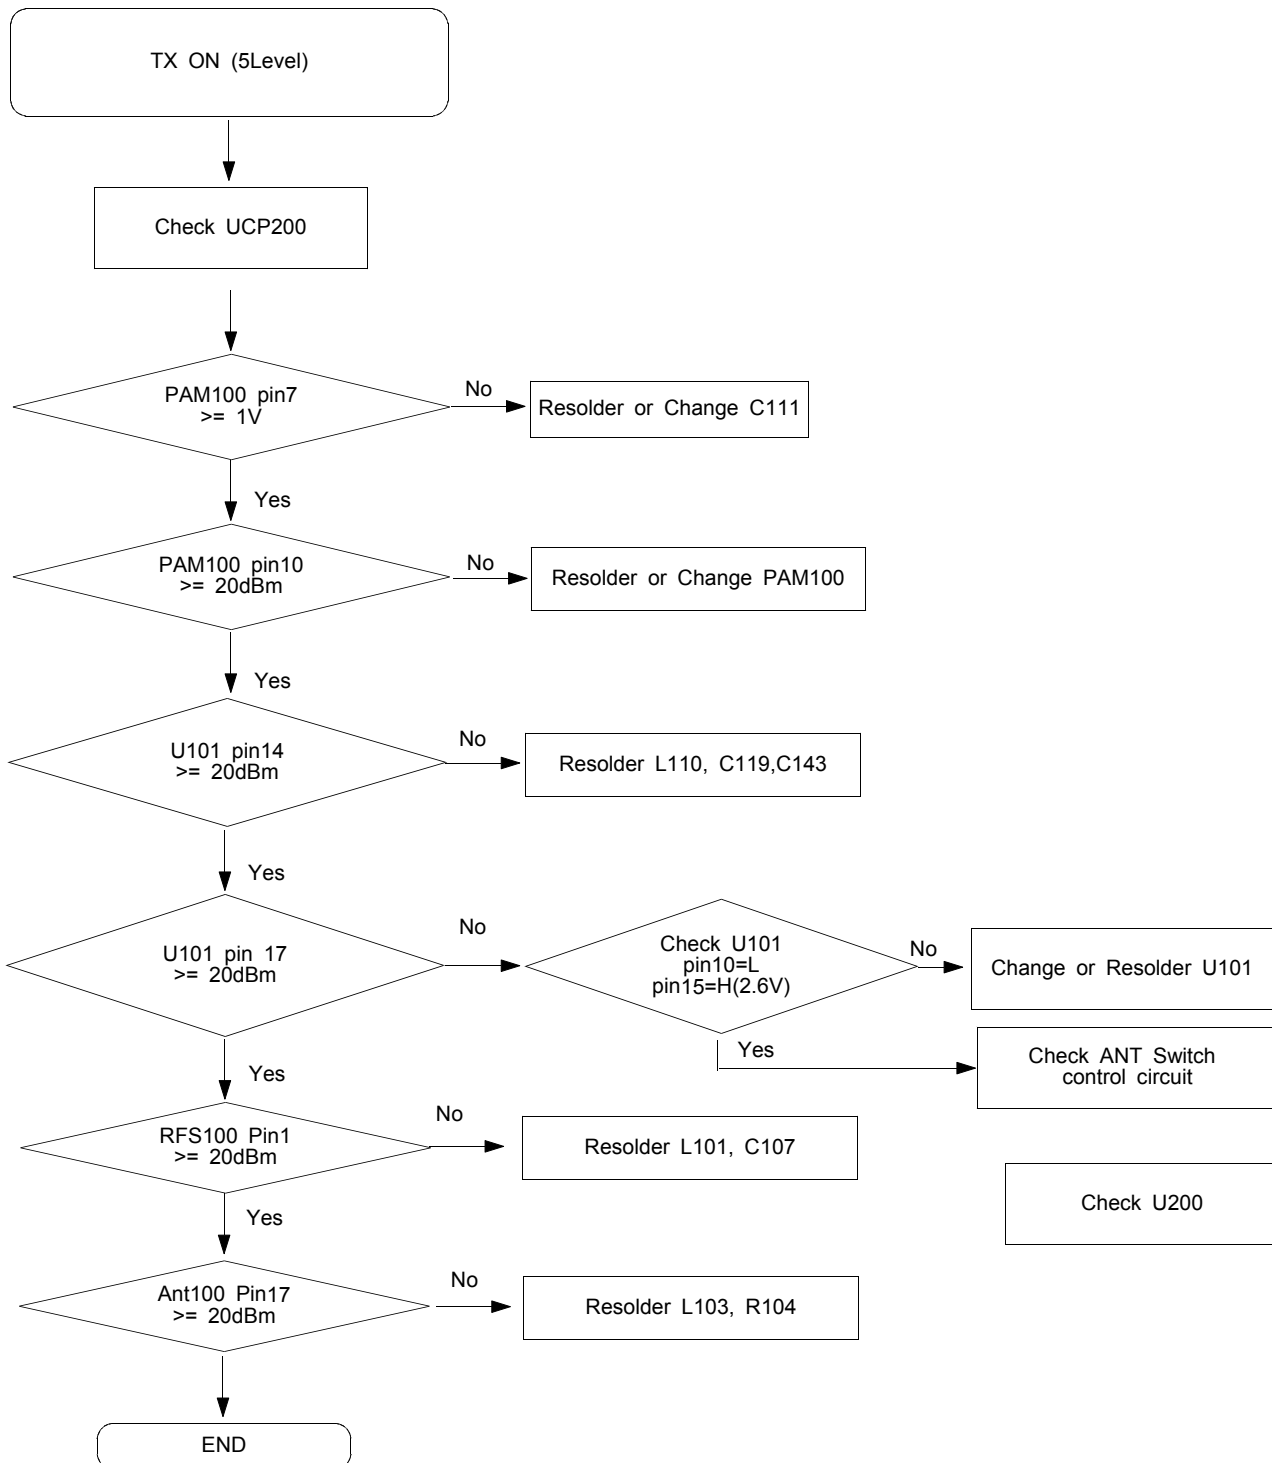 TX ON (5Level)
Check UCP200
PAM100 pin7
>= 1V
No
Resolder or Change C111
Yes
PAM100 pin10
>= 20dBm
No
Resolder or Change PAM100
Yes
U101 pin14
>= 20dBm
No
Resolder L110, C119,C143
Yes
U101 pin 17
>= 20dBm
No
Check U101
pin10=L
pin15=H(2.6V)
No
Change or Resolder U101
Yes
Check ANT Switch
control circuit
Yes
RFS100 Pin1
>= 20dBm
No
Resolder L101, C107
Check U200
Yes
Ant100 Pin17
>= 20dBm
No
Resolder L103, R104
END